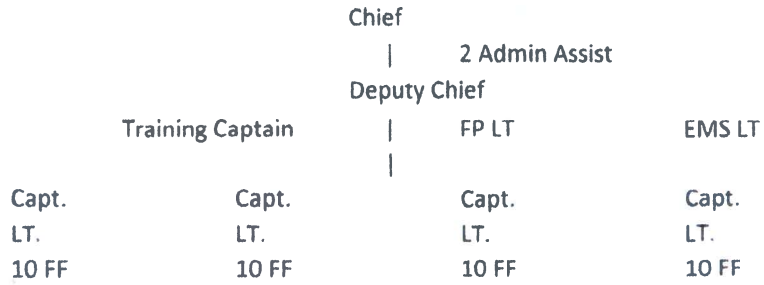 Chief
2 Admin Assist
Deputy Chief
Training Captain FP LT EMS LT
Capt. Capt. Capt. Capt.
LT. LT. LT. LT.
10 FF 10 FF 10 FF 10 FF